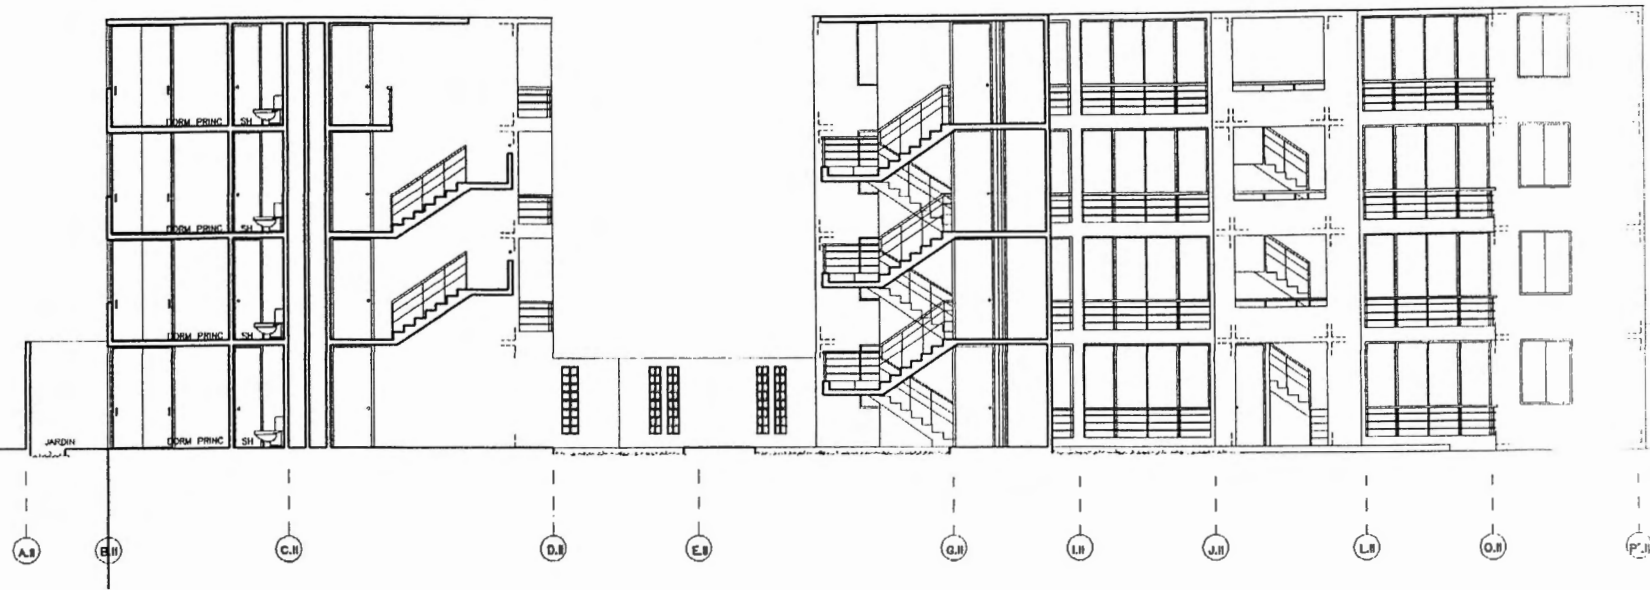 DORM PRINC SH
DORM PRINC SH
DORM PRINC SH
JARDIN DORM PRINC SH
A.II B.II C.II D.II E.II G.II I.II J.II L.II O.II P'.II